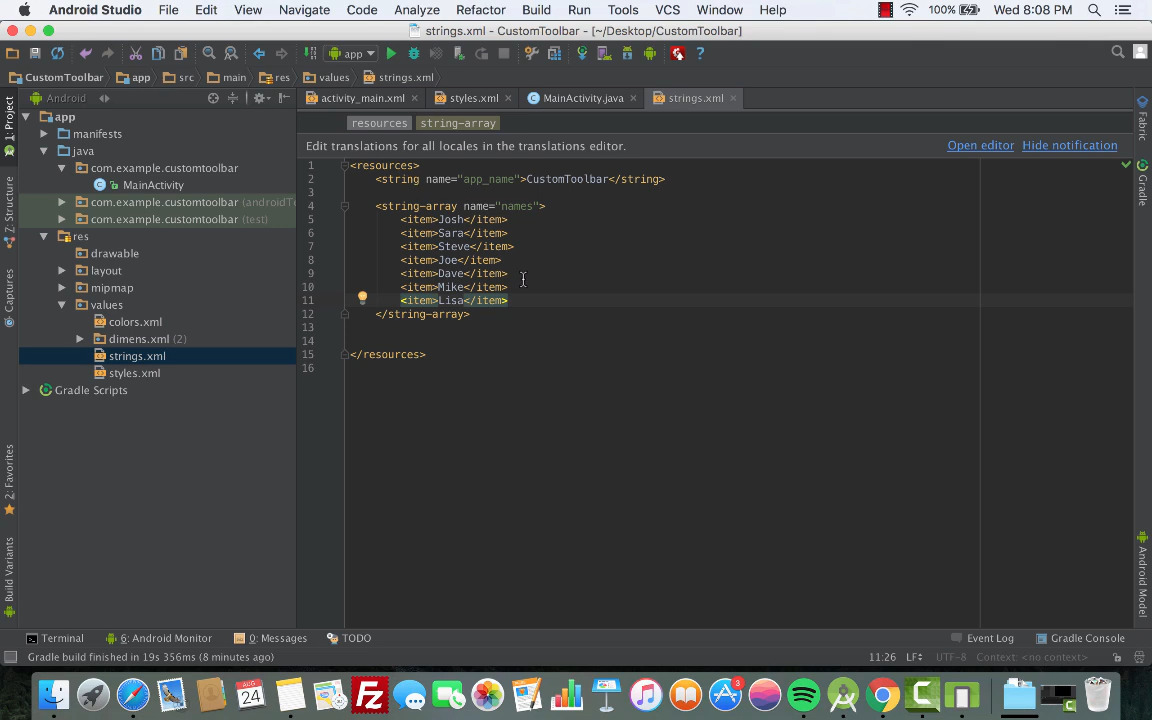 Android Studio File Edit View Navigate Code Analyze Refactor Build Run Tools VCS Window Help 100% Wed 8:08 PM
strings.xml - CustomToolbar - [~/Desktop/CustomToolbar]
app
CustomToolbar app src main res values strings.xml
Android
activity_main.xml styles.xml MainActivity.java strings.xml
1: Project
Z: Structure
Captures
2: Favorites
Build Variants
app
manifests
java
com.example.customtoolbar
MainActivity
com.example.customtoolbar (androidTe
com.example.customtoolbar (test)
res
drawable
layout
mipmap
values
colors.xml
dimens.xml (2)
strings.xml
styles.xml
Gradle Scripts
resources string-array
Edit translations for all locales in the translations editor. Open editor Hide notification
1 <resources>
2 <string name="app_name">CustomToolbar</string>
3
4 <string-array name="names">
5 <item>Josh</item>
6 <item>Sara</item>
7 <item>Steve</item>
8 <item>Joe</item>
9 <item>Dave</item>
10 <item>Mike</item>
11 <item>Lisa</item>
12 </string-array>
13
14
15 </resources>
16
Fabric
Gradle
Android Model
Terminal 6: Android Monitor 0: Messages TODO Event Log Gradle Console
Gradle build finished in 19s 356ms (8 minutes ago) 11:26 LF÷ UTF-8 Context: <no context>
AUG
24
FZ
3